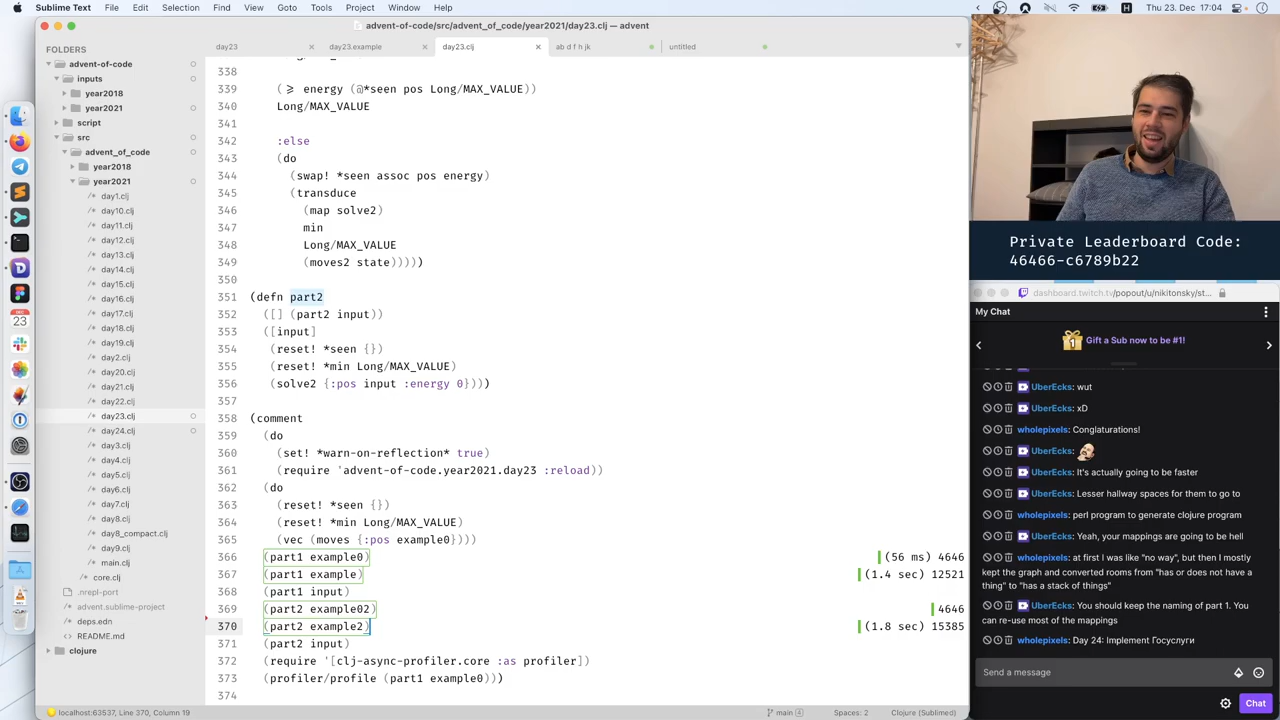 Sublime Text File Edit Selection Find View Goto Tools Project Window Help
Thu 23. Dec 17:04
advent-of-code/src/advent_of_code/year2021/day23.clj — advent
FOLDERS
advent-of-code
inputs
year2018
year2021
script
src
advent_of_code
year2018
year2021
day1.clj
day10.clj
day11.clj
day12.clj
day13.clj
day14.clj
day15.clj
day16.clj
day17.clj
day18.clj
day19.clj
day2.clj
day20.clj
day21.clj
day22.clj
day23.clj
day24.clj
day3.clj
day4.clj
day5.clj
day6.clj
day7.clj
day8.clj
day8_compact.clj
day9.clj
main.clj
core.clj
.nrepl-port
advent.sublime-project
deps.edn
README.md
clojure
day23
day23.example
day23.clj
ab d f h jk
untitled
338
339 (⩾ energy (@*seen pos Long/MAX_VALUE))
340 Long/MAX_VALUE
341
342 :else
343 (do
344 (swap! *seen assoc pos energy)
345 (transduce
346 (map solve2)
347 min
348 Long/MAX_VALUE
349 (moves2 state)))))
350
351 (defn part2
352 ([] (part2 input))
353 ([input]
354 (reset! *seen {})
355 (reset! *min Long/MAX_VALUE)
356 (solve2 {:pos input :energy 0})))
357
358 (comment
359 (do
360 (set! *warn-on-reflection* true)
361 (require 'advent-of-code.year2021.day23 :reload))
362 (do
363 (reset! *seen {})
364 (reset! *min Long/MAX_VALUE)
365 (vec (moves {:pos example0})))
366 (part1 example0) (56 ms) 4646
367 (part1 example) (1.4 sec) 12521
368 (part1 input)
369 (part2 example02) 4646
370 (part2 example2) (1.8 sec) 15385
371 (part2 input)
372 (require '[clj-async-profiler.core :as profiler])
373 (profiler/profile (part1 example0)))
374
localhost:63537, Line 370, Column 19
main 4
Spaces: 2
Clojure (Sublimed)
DEC
23
Private Leaderboard Code:
46466-c6789b22
dashboard.twitch.tv/popout/u/nikitonsky/st...
My Chat
1 Gift a Sub now to be #1!
UberEcks: wut
UberEcks: xD
wholepixels: Conglaturations!
UberEcks:
UberEcks: It's actually going to be faster
UberEcks: Lesser hallway spaces for them to go to
wholepixels: perl program to generate clojure program
UberEcks: Yeah, your mappings are going to be hell
wholepixels: at first I was like "no way", but then I mostly
kept the graph and converted rooms from "has or does not have a
thing" to "has a stack of things"
UberEcks: You should keep the naming of part 1. You
can re-use most of the mappings
wholepixels: Day 24: Implement Госуслуги
Send a message
Chat